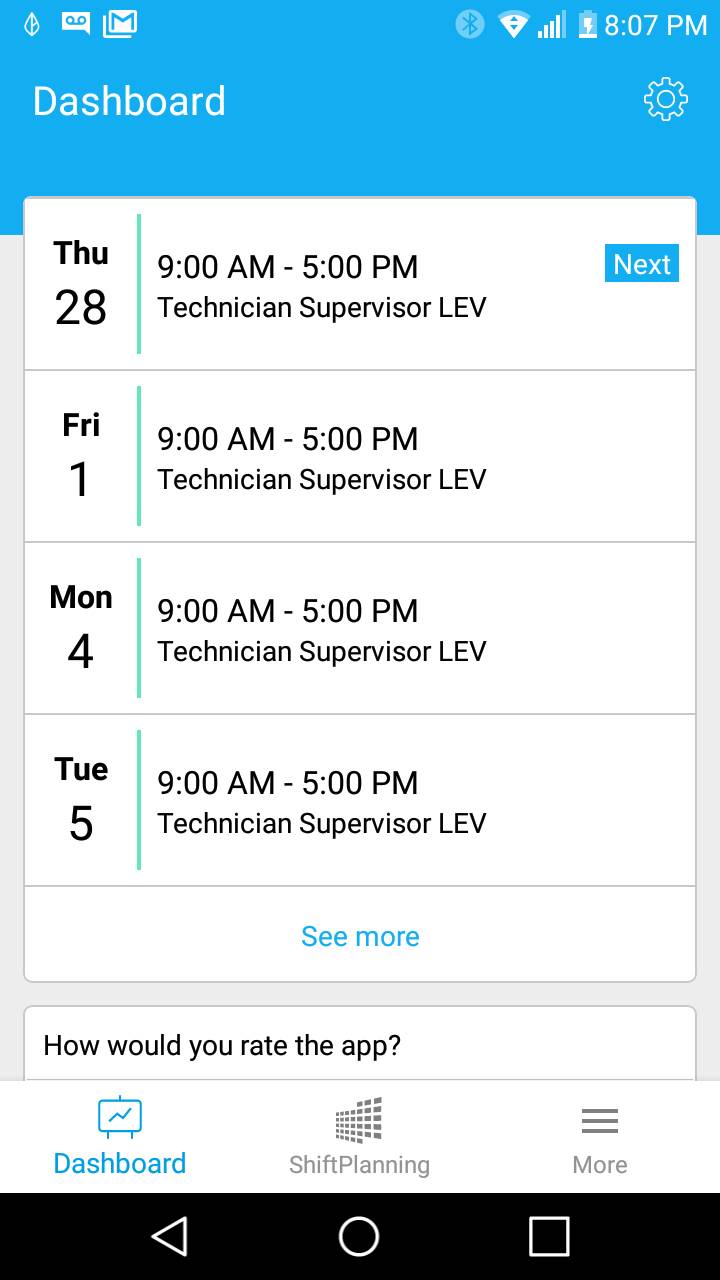 8:07 PM
Dashboard
Thu
28
9:00 AM - 5:00 PM
Technician Supervisor LEV
Next
Fri
1
9:00 AM - 5:00 PM
Technician Supervisor LEV
Mon
4
9:00 AM - 5:00 PM
Technician Supervisor LEV
Tue
5
9:00 AM - 5:00 PM
Technician Supervisor LEV
See more
How would you rate the app?
Dashboard
ShiftPlanning
More